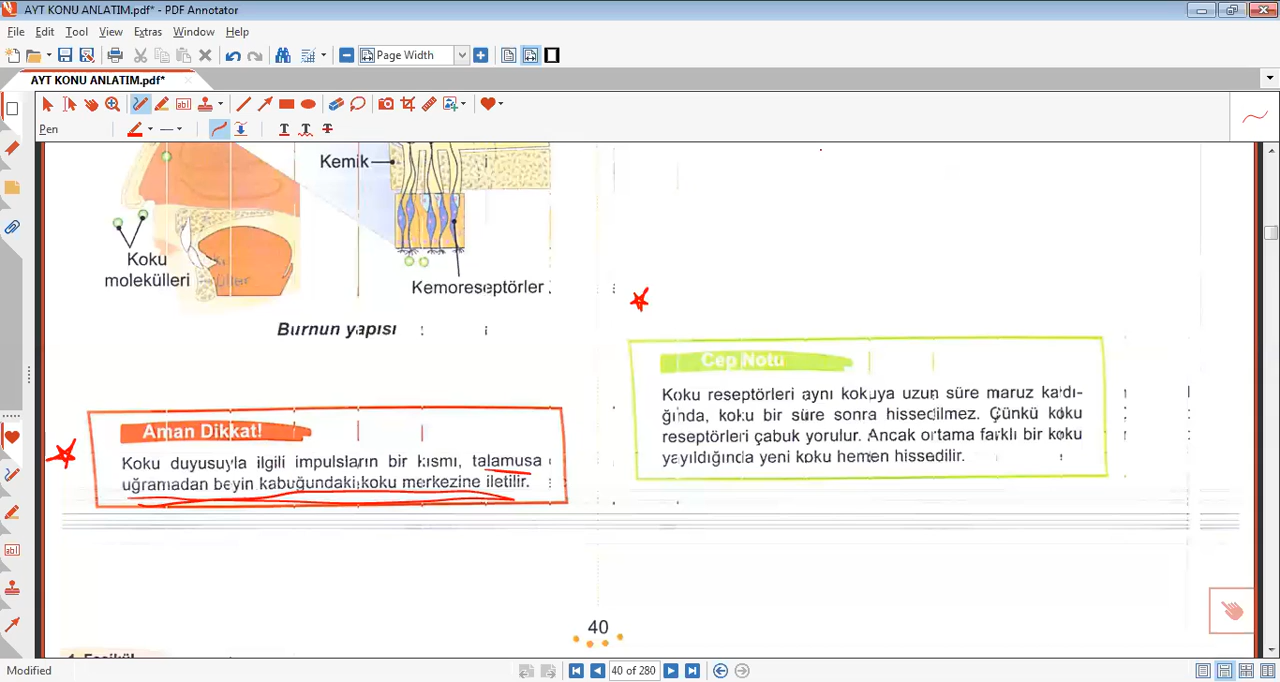 AYT KONU ANLATIM.pdf* - PDF Annotator
File Edit Tool View Extras Window Help
Page Width
AYT KONU ANLATIM.pdf*
Pen
Kemik
Koku
molekülleri
Kemoreseptörler
Burnun yapısı
Aman Dikkat!
Koku duyusuyla ilgili impulsların bir kısmı, talamusa
uğramadan beyin kabuğundaki koku merkezine iletilir.
Cep Notu
Koku reseptörleri aynı kokuya uzun süre maruz kaldı-
ğında, koku bir süre sonra hissedilmez. Çünkü koku
reseptörleri çabuk yorulur. Ancak ortama farklı bir koku
yayıldığında yeni koku hemen hissedilir.
40
Modified
40 of 280